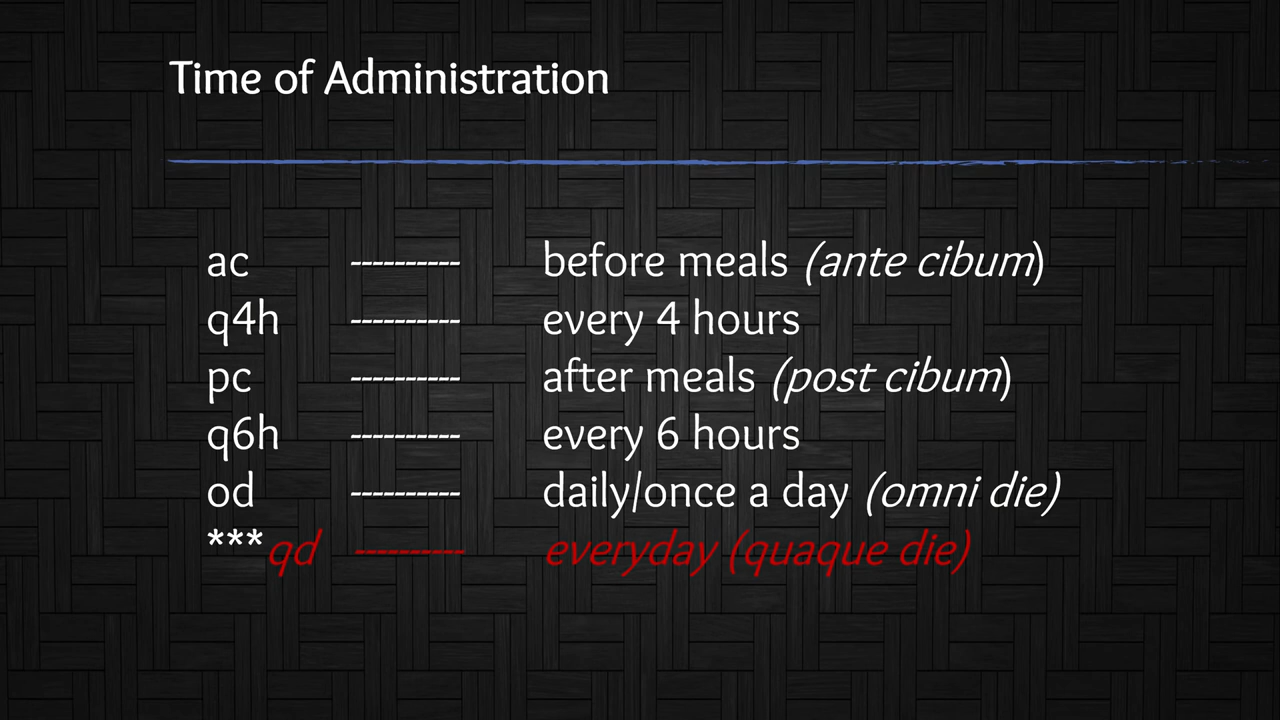 Time of Administration
ac ---------- before meals (ante cibum)
q4h ---------- every 4 hours
pc ---------- after meals (post cibum)
q6h ---------- every 6 hours
od ---------- daily/once a day (omni die)
***qd ---------- everyday (quaque die)